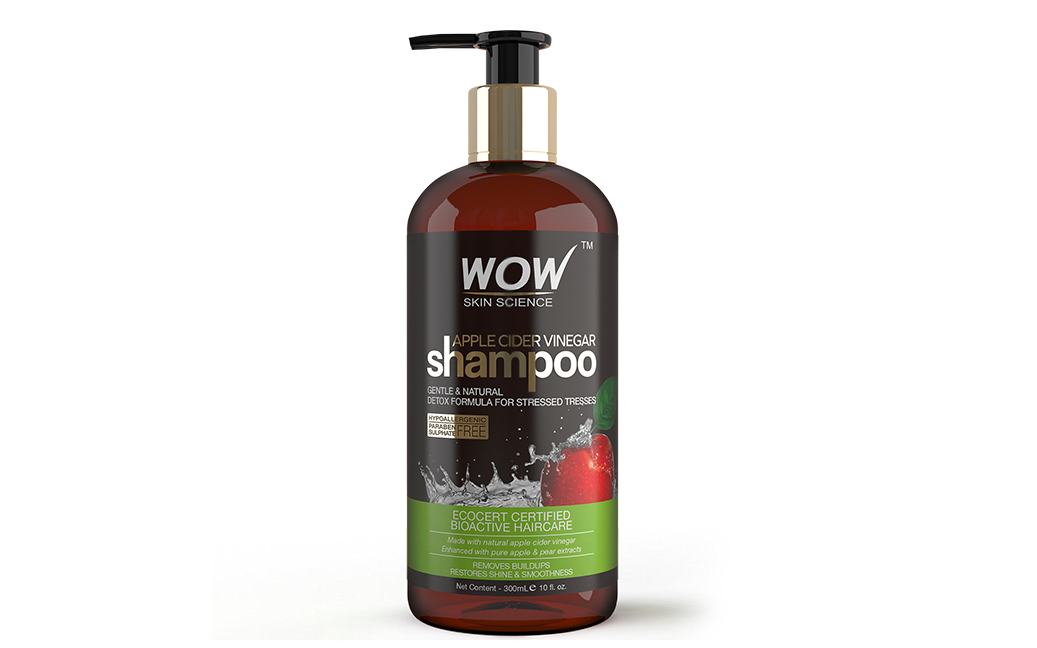 WOW™
SKIN SCIENCE
APPLE CIDER VINEGAR
shampoo
GENTLE & NATURAL
DETOX FORMULA FOR STRESSED TRESSES
HYPOALLERGENIC
PARABEN
SULPHATE FREE
ECOCERT CERTIFIED
BIOACTIVE HAIRCARE
Made with natural apple cider vinegar
Enhanced with pure apple & pear extracts
REMOVES BUILDUPS
RESTORES SHINE & SMOOTHNESS
Net Content - 300mL℮ 10 fl. oz.